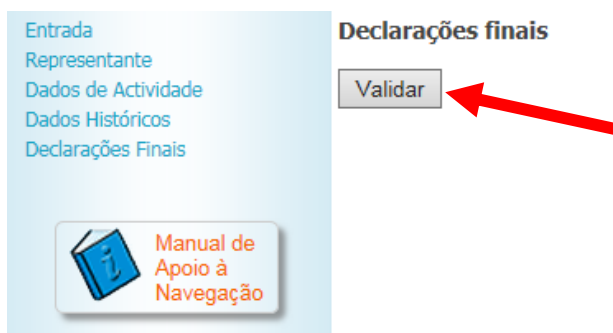 Entrada
Representante
Dados de Actividade
Dados Históricos
Declarações Finais
Manual de
Apoio à
Navegação
Declarações finais
Validar